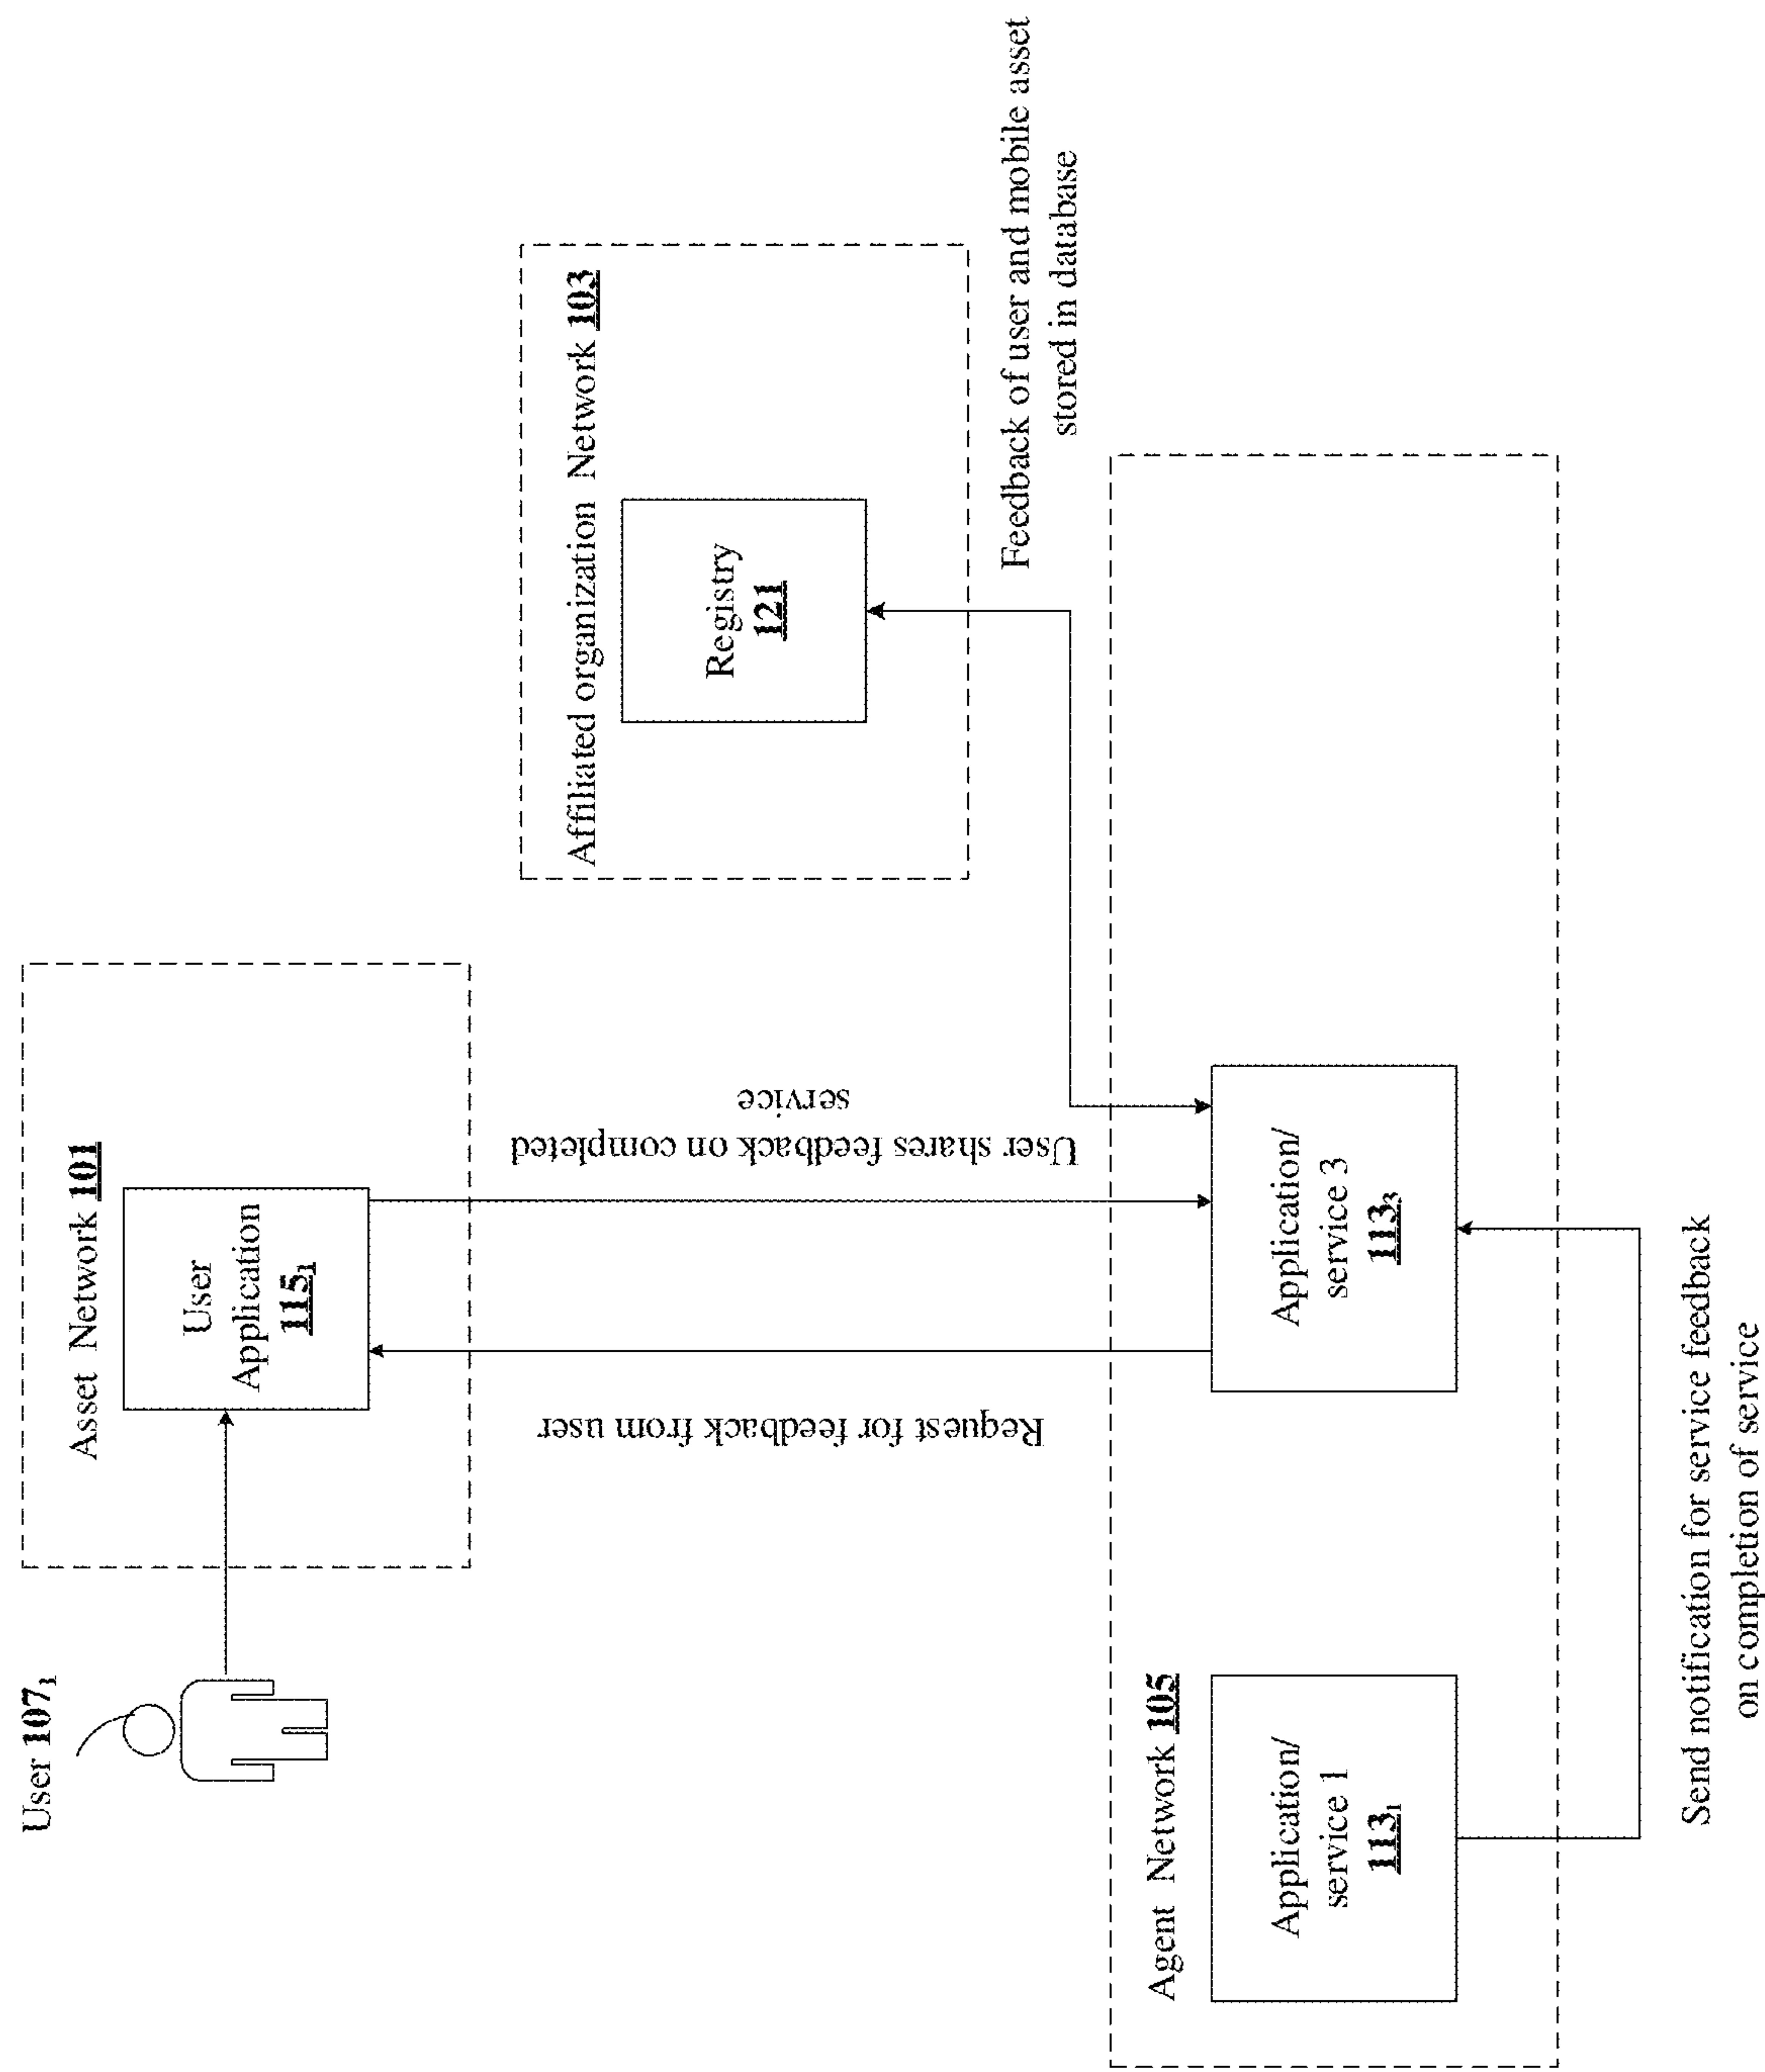 User 107₁
Asset Network 101
User
Application
115₁
Affiliated organization Network 103
Registry
121
Request for feedback from user
User shares feedback on completed
service
Feedback of user and mobile asset
stored in database
Agent Network 105
Application/
service 1
113₁
Application/
service 3
113₃
Send notification for service feedback
on completion of service